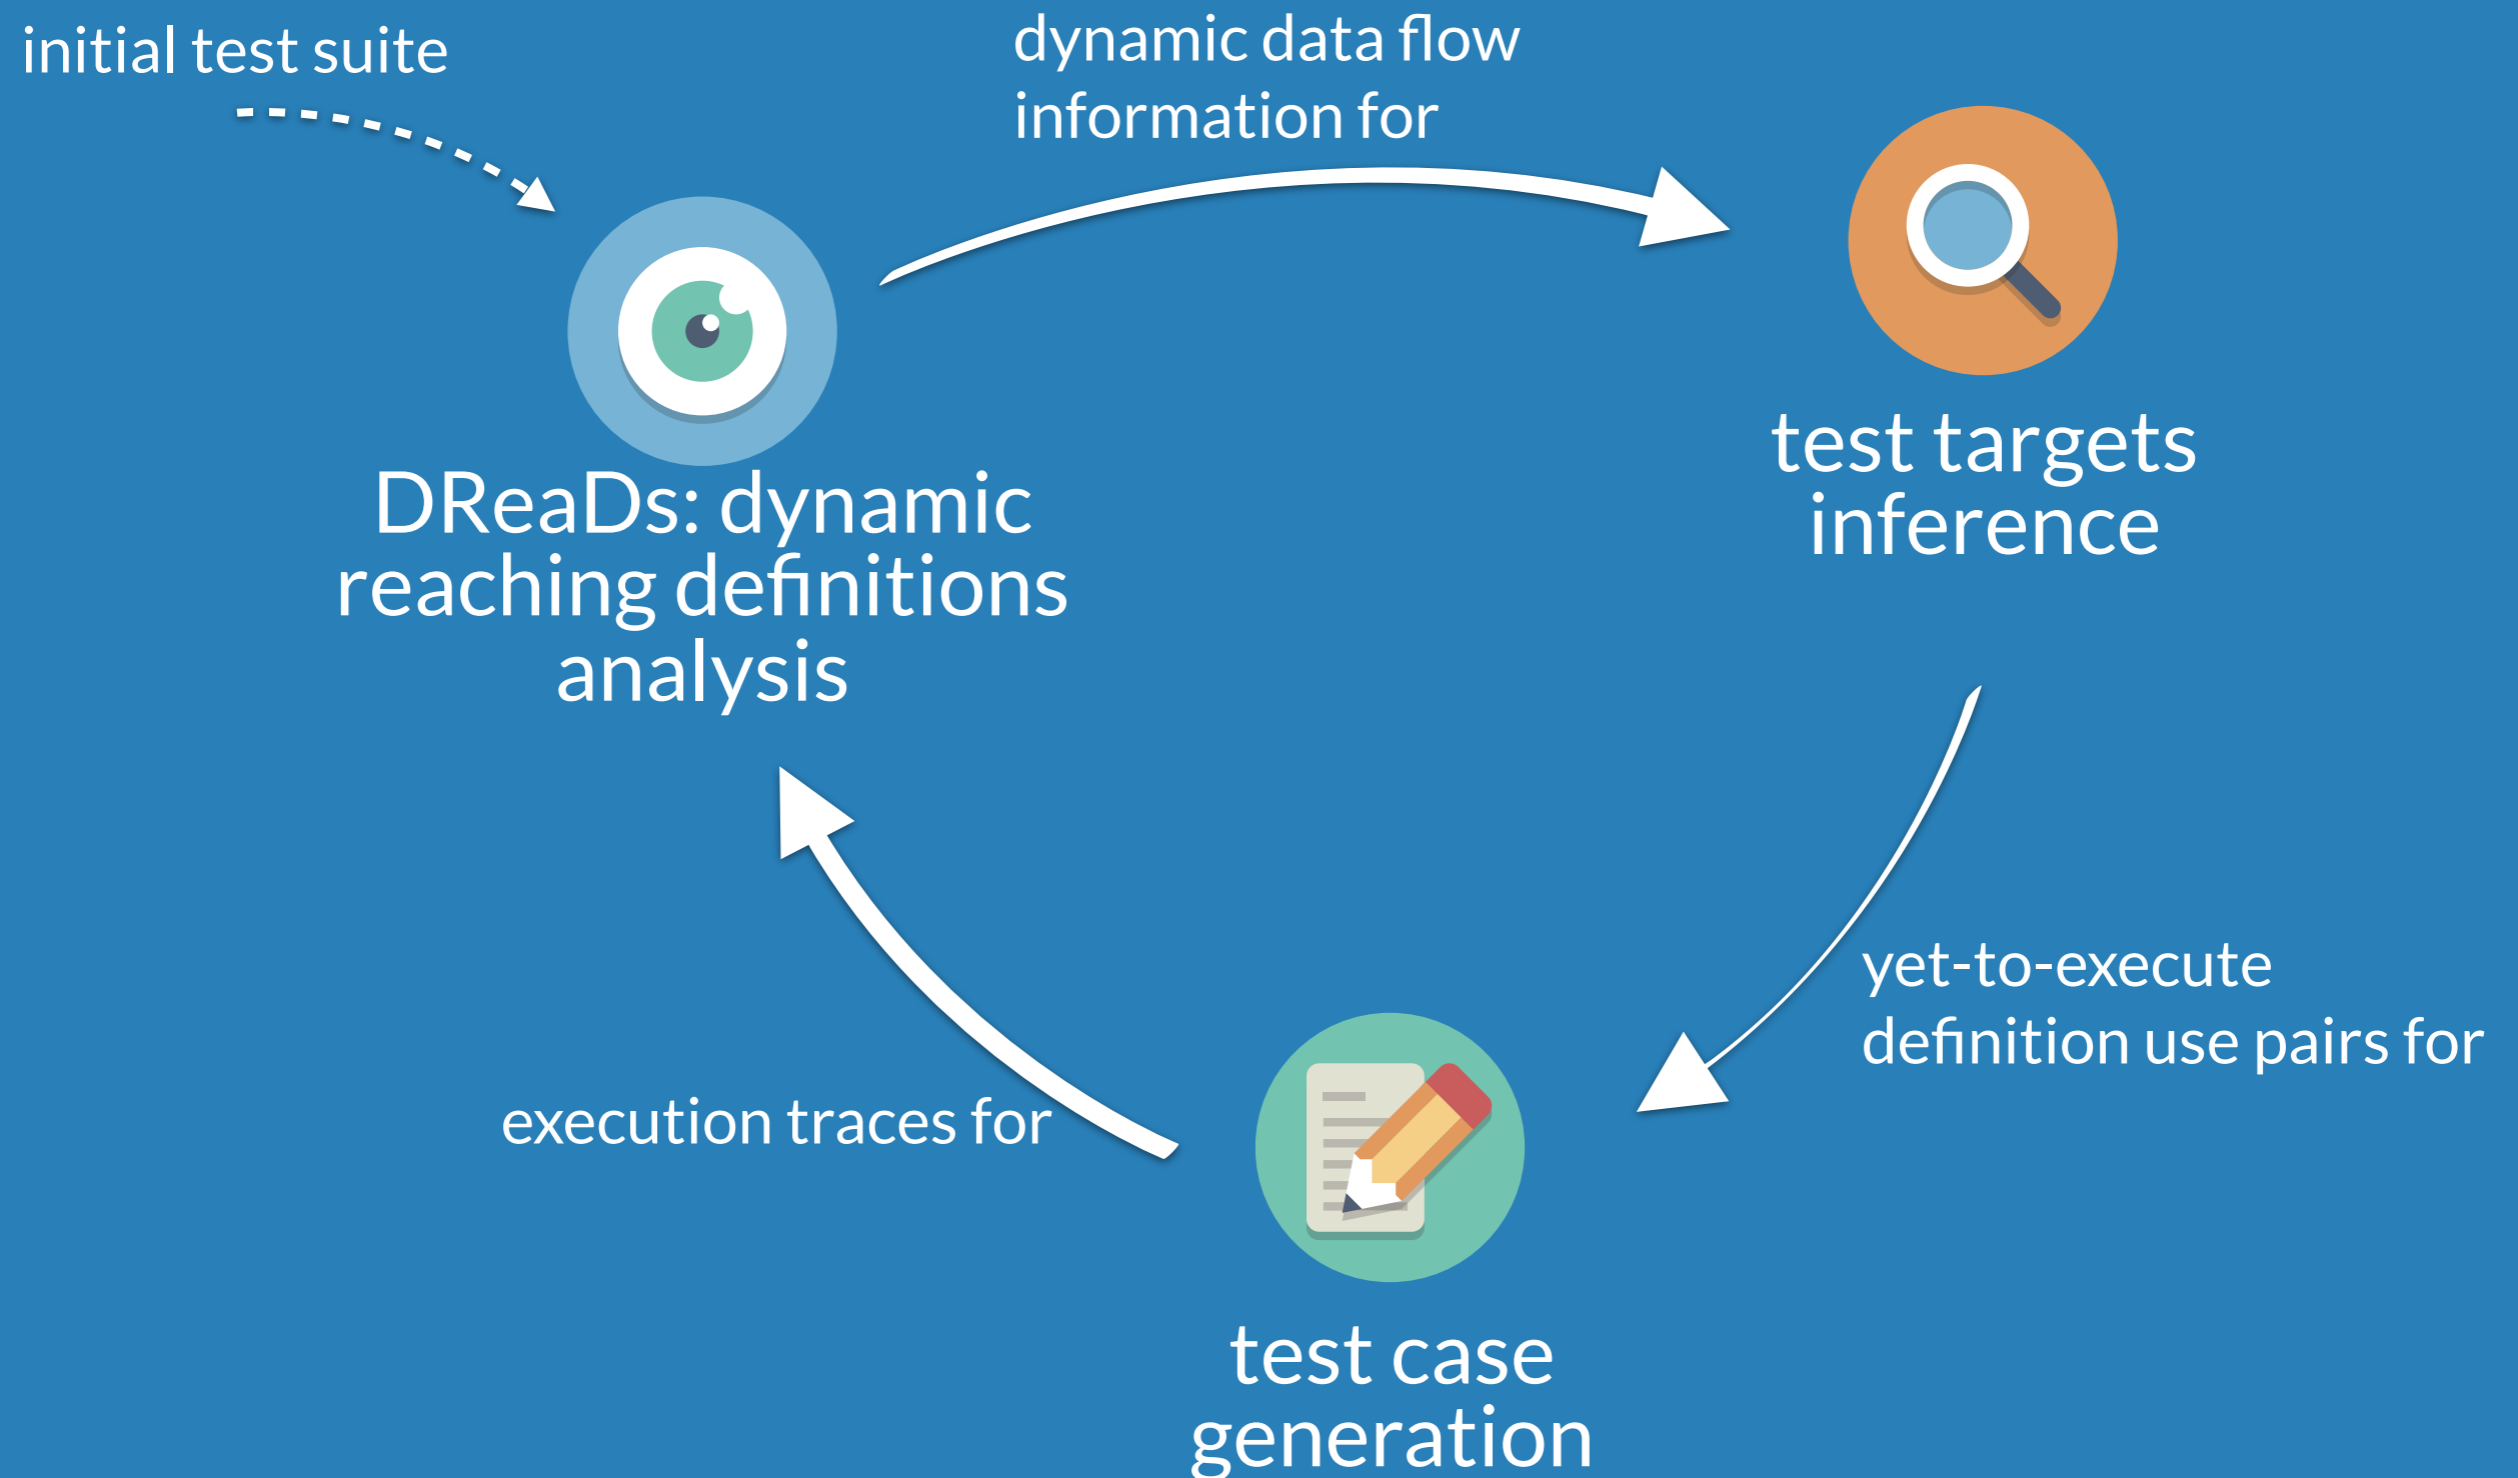 initial test suite
dynamic data flow
information for
DReaDs: dynamic
reaching definitions
analysis
test targets
inference
yet-to-execute
definition use pairs for
execution traces for
test case
generation